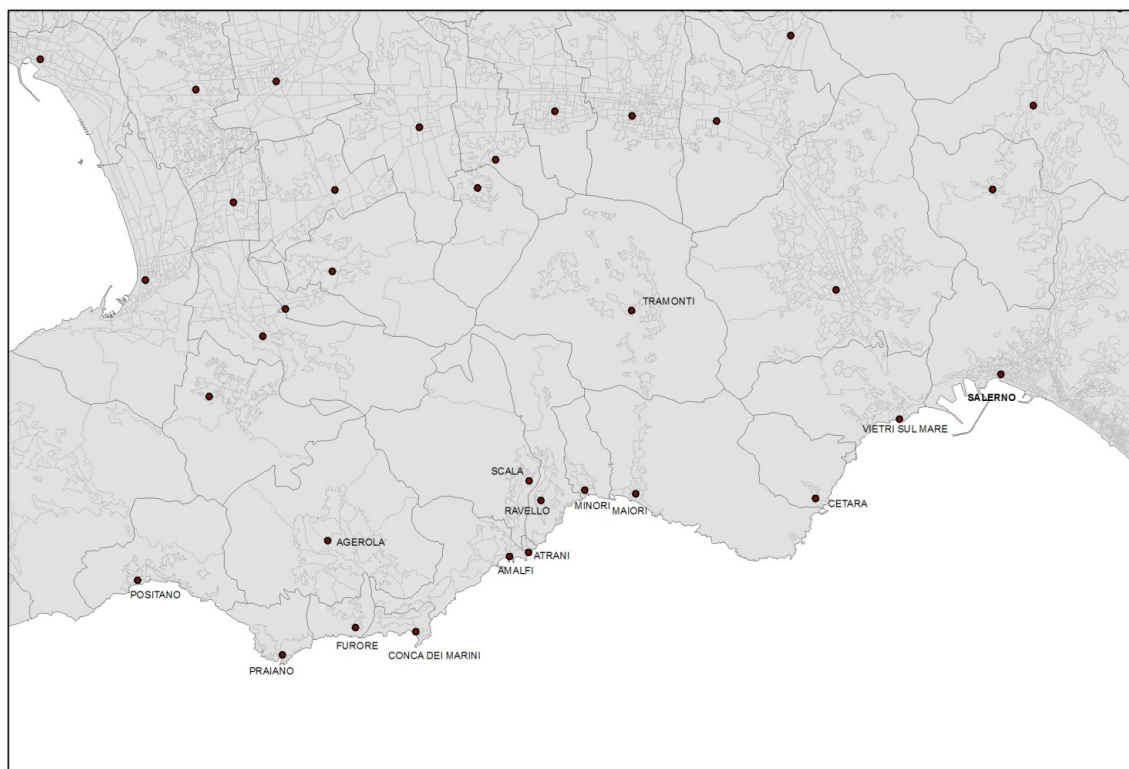 TRAMONTI
SALERNO
VIETRI SUL MARE
SCALA
RAVELLO
MINORI
MAIORI
CETARA
AGEROLA
ATRANI
AMALFI
POSITANO
FURORE
CONCA DEI MARINI
PRAIANO